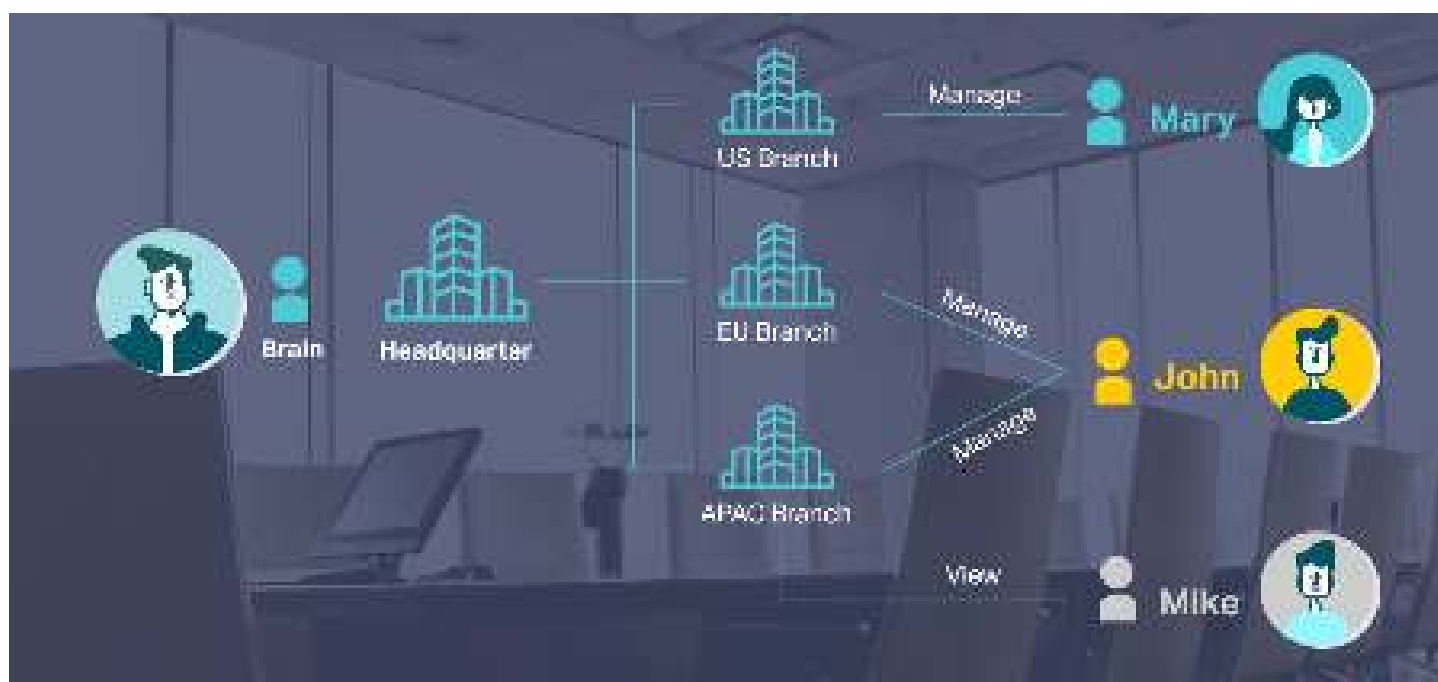 Manage
Mary
US Branch
Brain
Headquarter
EU Branch
Manage
John
Manage
APAC Branch
View
Mike